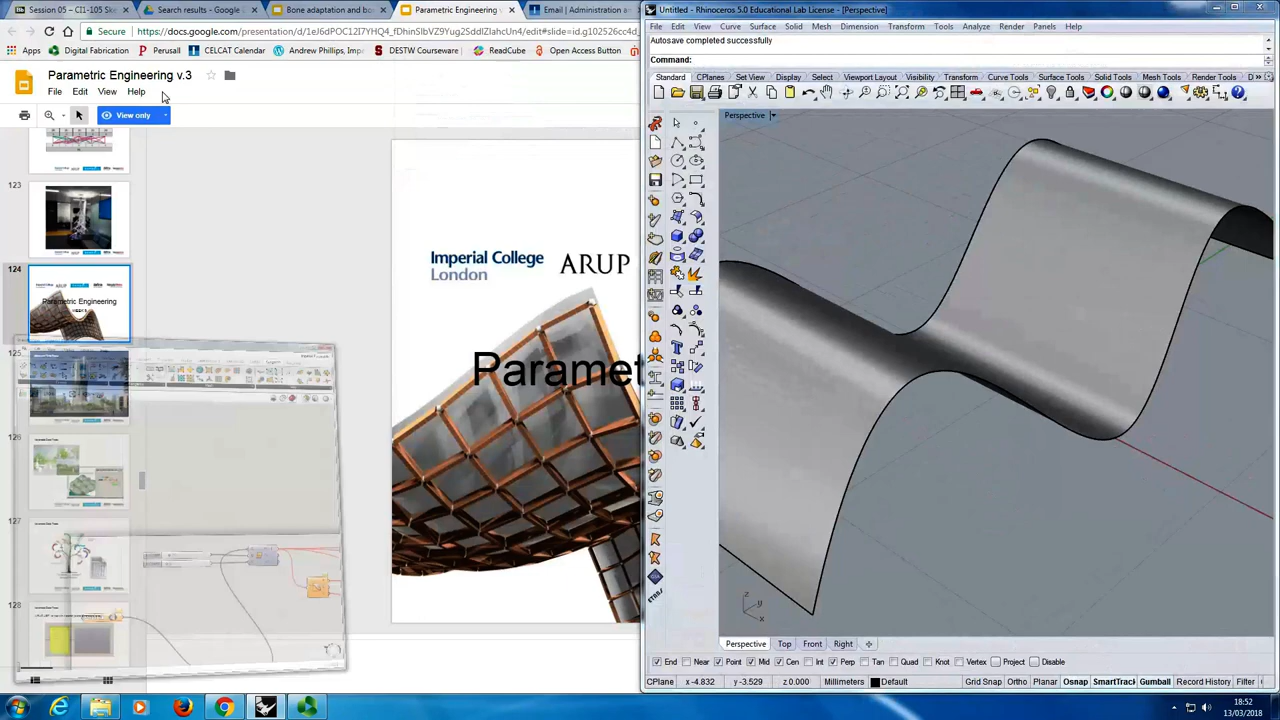 Session 05 – CI1-105 Ske
Search results - Google D
Bone adaptation and bo
Parametric Engineering v
Email | Administration an
Untitled - Rhinoceros 5.0 Educational Lab License - [Perspective]
Secure
https://docs.google.com/presentation/d/
Apps
Digital Fabrication
Perusall
CELCAT Calendar
Andrew Phillips, Imper
DESTW Courseware
ReadCube
Open Access Button
Parametric Engineering v.3
File Edit View Help
View only
File Edit View Curve Surface Solid Mesh Dimension Transform Tools Analyze Render Panels Help
Autosave completed successfully
Command:
Standard CPlanes Set View Display Select Viewport Layout Visibility Transform Curve Tools Surface Tools Solid Tools Mesh Tools Render Tools D
Perspective
123
124
Parametric Engineering
125
126
127
128
Imperial College
London
ARUP
Paramet
z
y
x
Perspective Top Front Right
End Near Point Mid Cen Int Perp Tan Quad Knot Vertex Project Disable
CPlane x -4.832 y -3.529 z 0.000 Millimeters Default Grid Snap Ortho Planar Osnap SmartTrack Gumball Record History Filter
18:52
13/03/2018